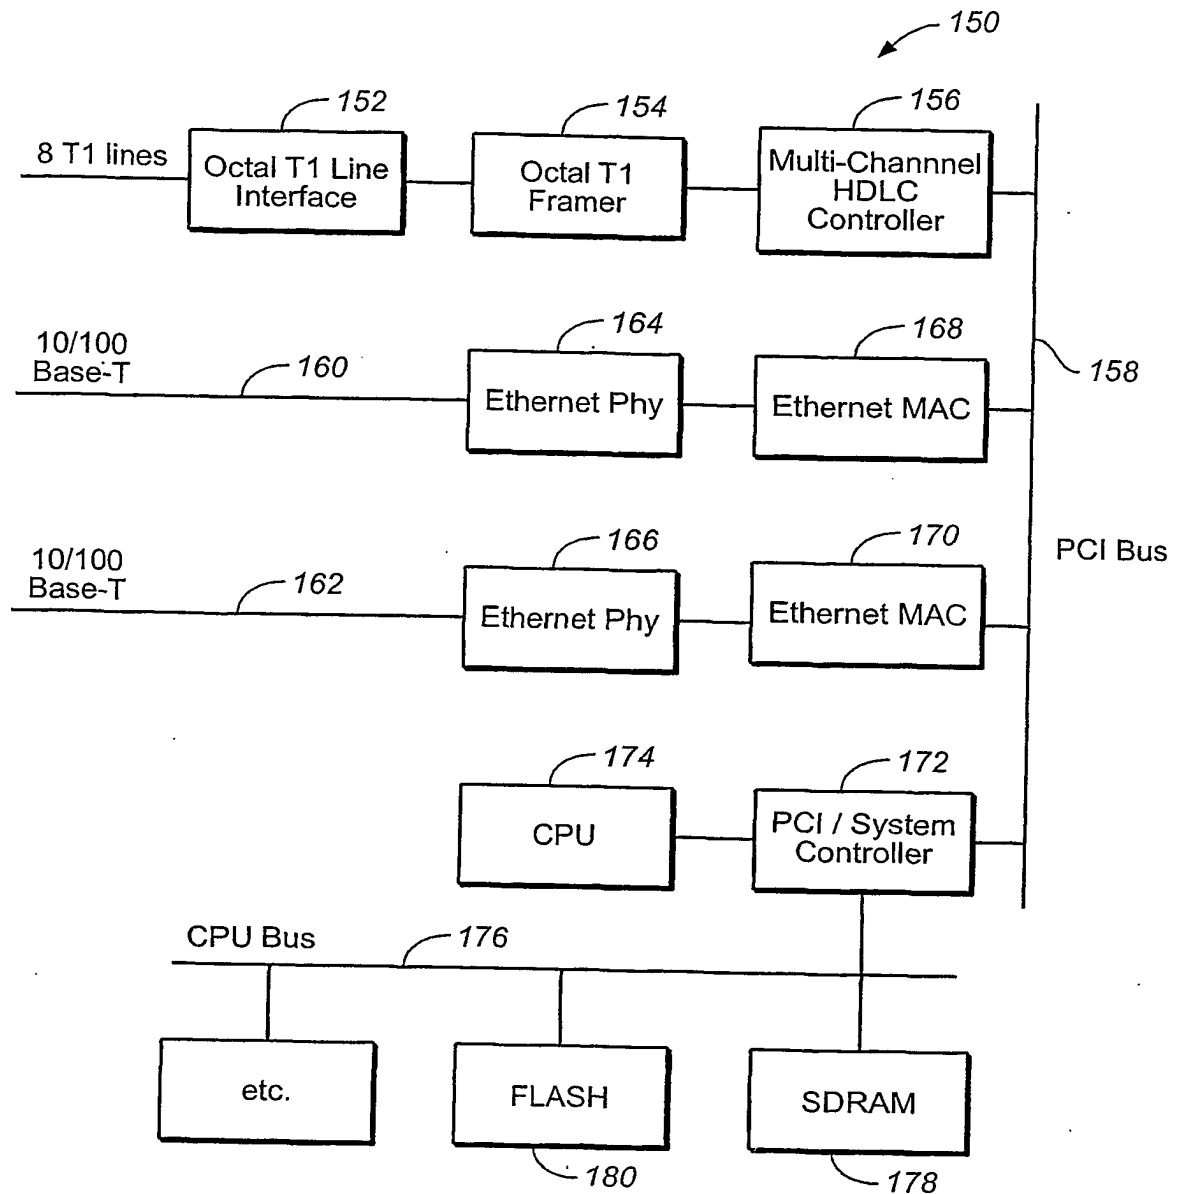 150
152
154
156
8 T1 lines
Octal T1 Line
Interface
Octal T1
Framer
Multi-Channnel
HDLC
Controller
164
168
10/100
Base-T
160
Ethernet Phy
Ethernet MAC
158
166
170
10/100
Base-T
162
Ethernet Phy
Ethernet MAC
PCI Bus
174
172
CPU
PCI / System
Controller
CPU Bus
176
etc.
FLASH
SDRAM
180
178